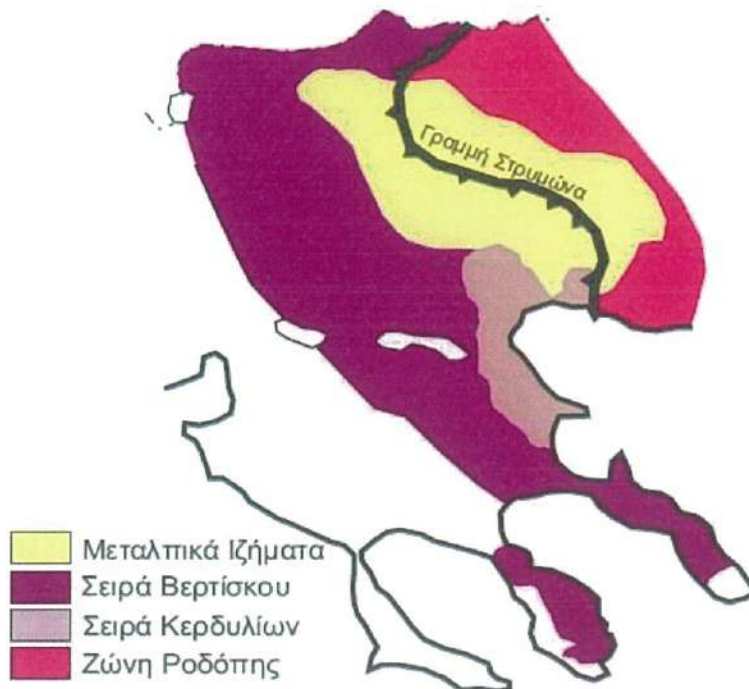 Γραμμή Στρυμώνα
Μεταλπικά Ιζήματα
Σειρά Βερτίσκου
Σειρά Κερδυλίων
Ζώνη Ροδόπης